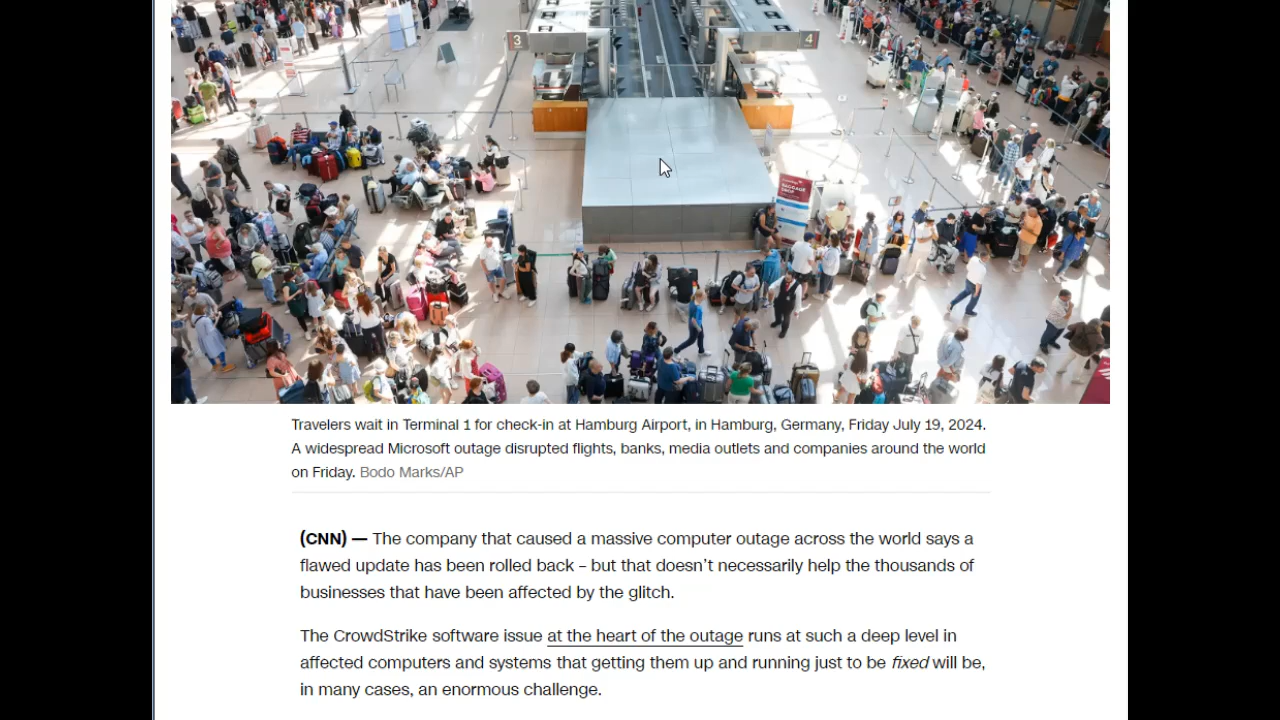 3
4
BAGGAGE
DROP
Travelers wait in Terminal 1 for check-in at Hamburg Airport, in Hamburg, Germany, Friday July 19, 2024.
A widespread Microsoft outage disrupted flights, banks, media outlets and companies around the world
on Friday. Bodo Marks/AP
(CNN) — The company that caused a massive computer outage across the world says a
flawed update has been rolled back – but that doesn’t necessarily help the thousands of
businesses that have been affected by the glitch.
The CrowdStrike software issue at the heart of the outage runs at such a deep level in
affected computers and systems that getting them up and running just to be fixed will be,
in many cases, an enormous challenge.